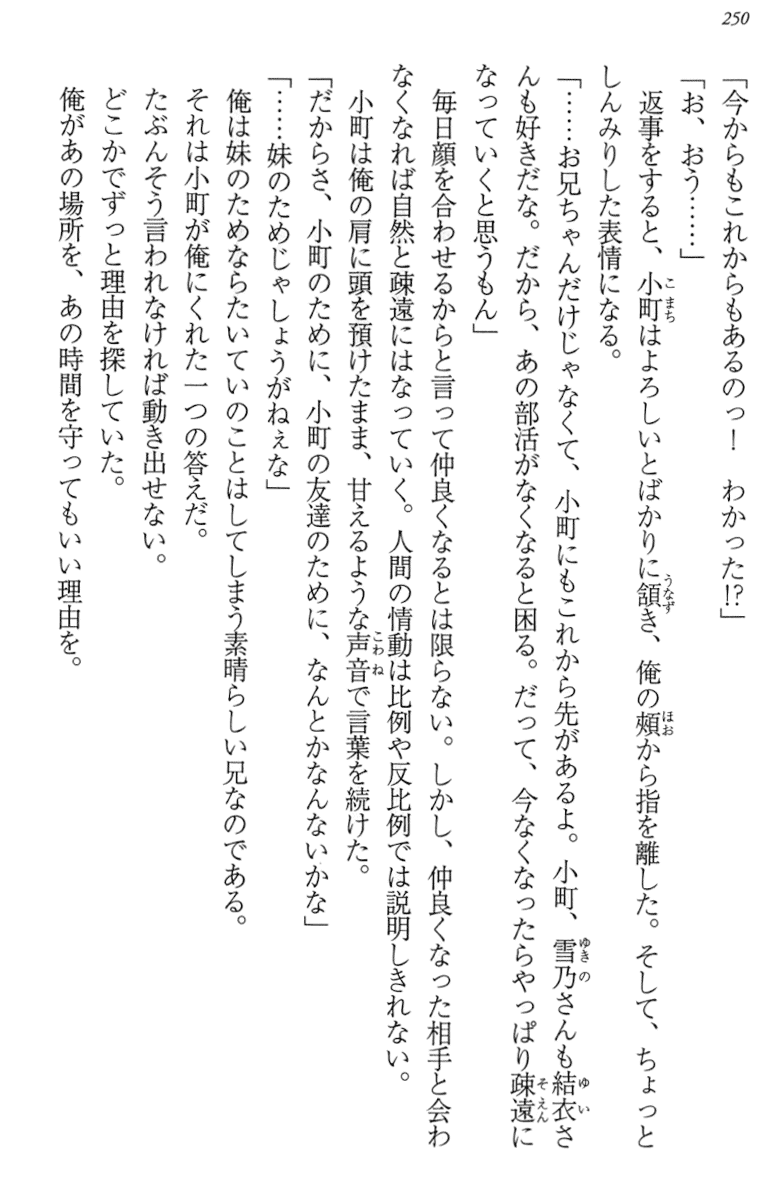 250
「今からもこれからもあるのっ！　わかった!?」
「お、おう……」
　返事をすると、小町はよろしいとばかりに頷き、俺の頰から指を離した。そして、ちょっと
しんみりした表情になる。
「……お兄ちゃんだけじゃなくて、小町にもこれから先があるよ。小町、雪乃さんも結衣さ
んも好きだな。だから、あの部活がなくなると困る。だって、今なくなったらやっぱり疎遠に
なっていくと思うもん」
　毎日顔を合わせるからと言って仲良くなるとは限らない。しかし、仲良くなった相手と会わ
なくなれば自然と疎遠にはなっていく。人間の情動は比例や反比例では説明しきれない。
　小町は俺の肩に頭を預けたまま、甘えるような声音で言葉を続けた。
「だからさ、小町のために、小町の友達のために、なんとかなんないかな」
「……妹のためじゃしょうがねぇな」
　俺は妹のためならたいていのことはしてしまう素晴らしい兄なのである。
　それは小町が俺にくれた一つの答えだ。
　たぶんそう言われなければ動き出せない。
　どこかでずっと理由を探していた。
　俺があの場所を、あの時間を守ってもいい理由を。